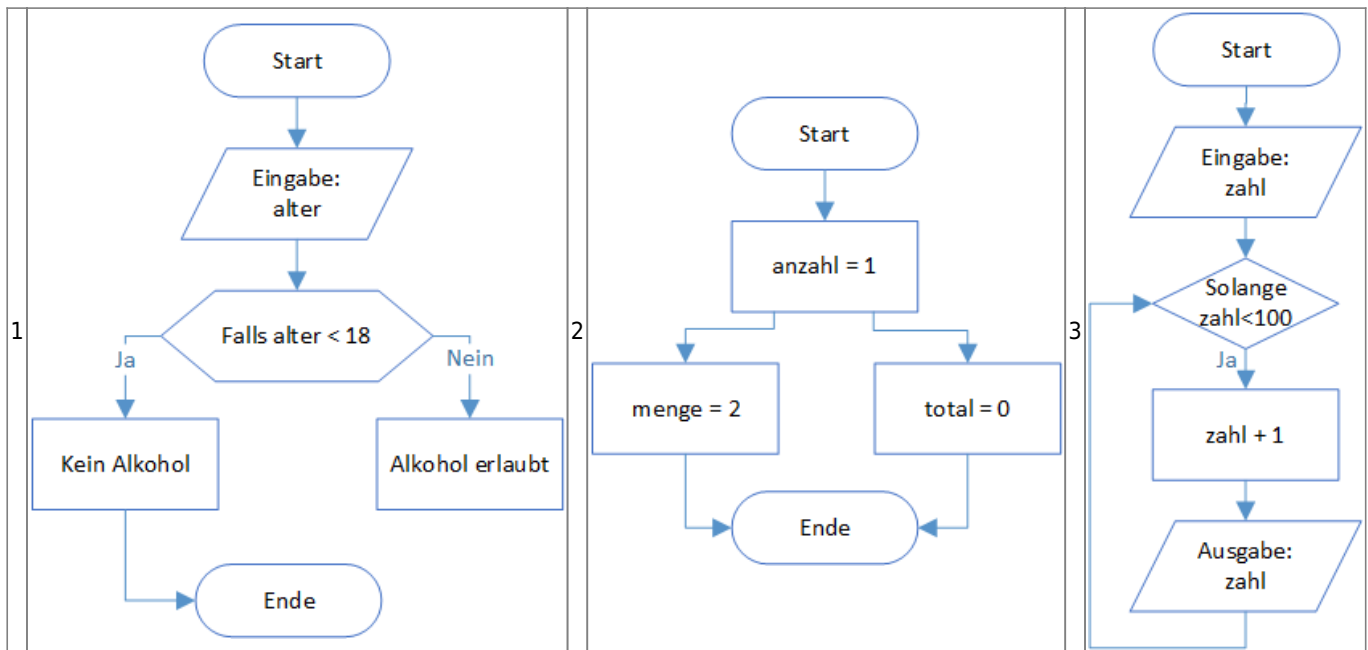 1
Start
Eingabe:
alter
Falls alter < 18
Ja
Nein
Kein Alkohol
Alkohol erlaubt
Ende
2
Start
anzahl = 1
menge = 2
total = 0
Ende
3
Start
Eingabe:
zahl
Solange
zahl<100
Ja
zahl + 1
Ausgabe:
zahl